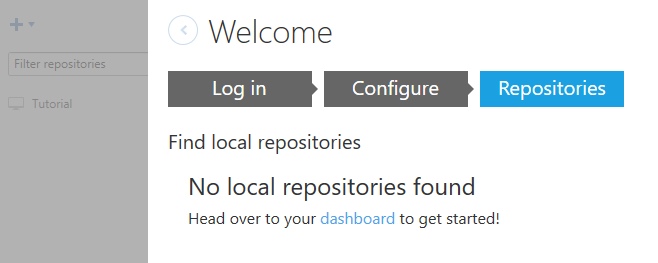 Welcome
Filter repositories
Tutorial
Log in
Configure
Repositories
Find local repositories
No local repositories found
Head over to your dashboard to get started!